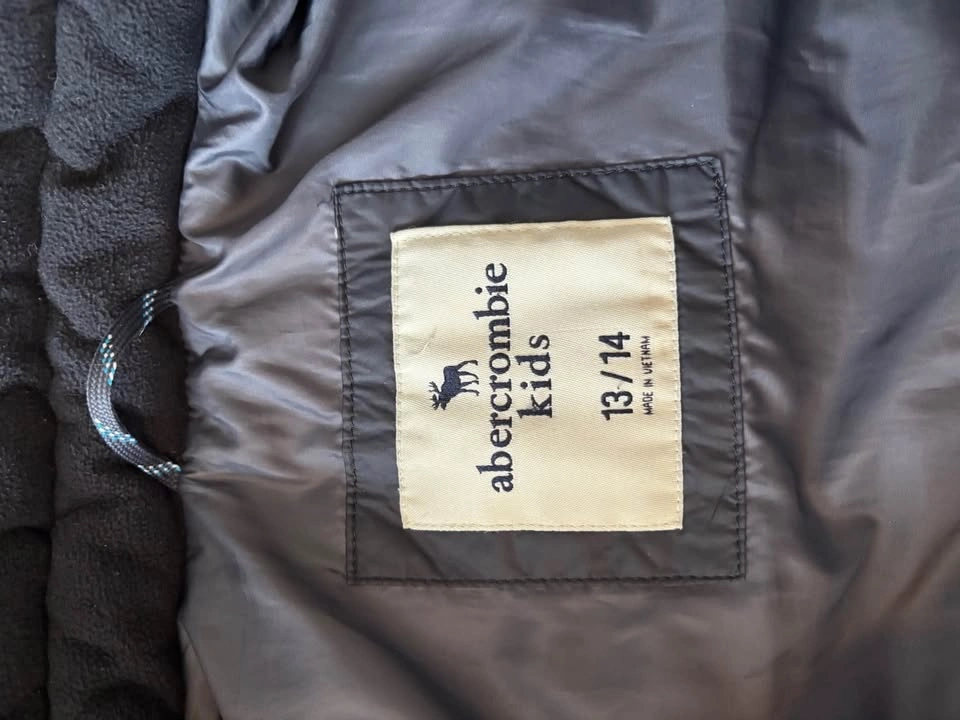 abercrombie
kids
13/14
MADE IN VIETNAM